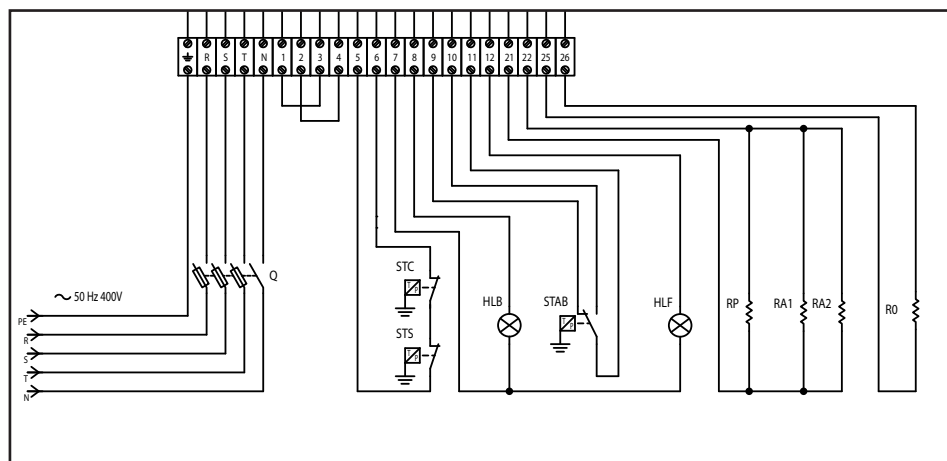 R S T N 1 2 3 4 5 6 7 8 9 10 11 12 21 22 25 26
50 Hz 400V
PE
R
S
T
N
Q
STC
T P
STS
T P
HLB
STAB
T P
HLF
RP
RA1
RA2
R0